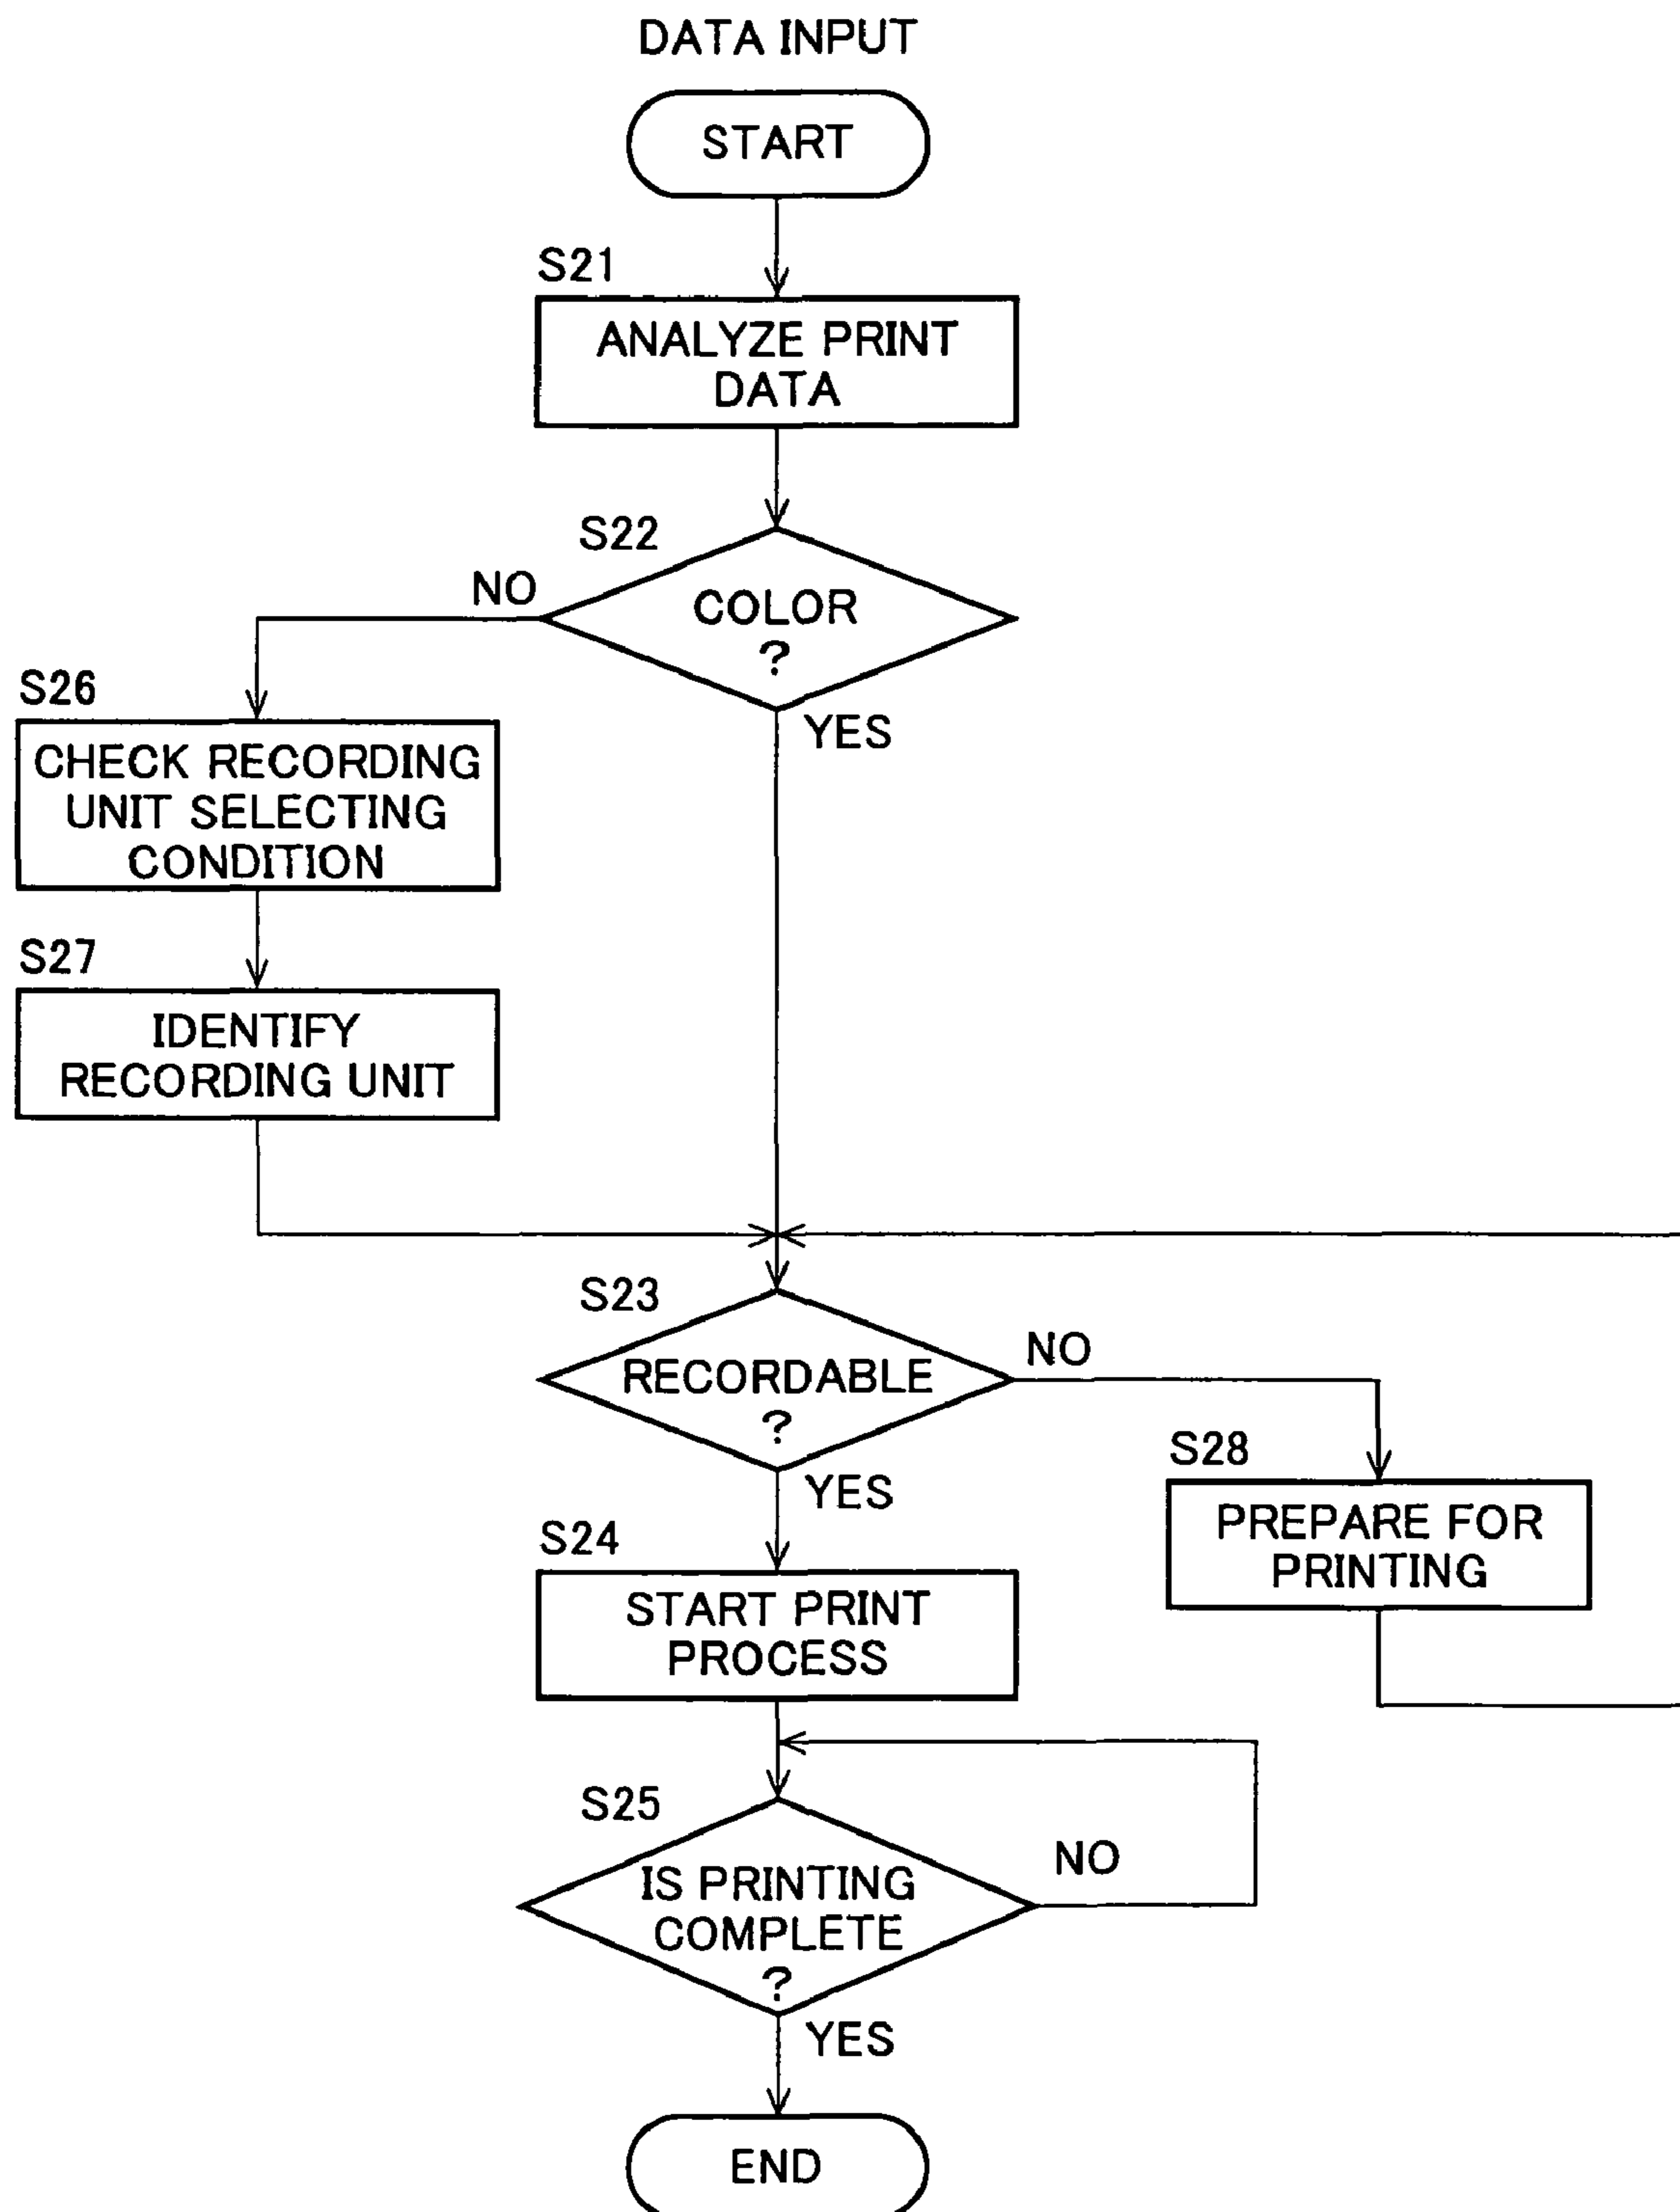 DATA INPUT
START
S21
ANALYZE PRINT
DATA
S22
NO
COLOR
?
YES
S26
CHECK RECORDING
UNIT SELECTING
CONDITION
S27
IDENTIFY
RECORDING UNIT
S23
RECORDABLE
?
NO
YES
S28
PREPARE FOR
PRINTING
S24
START PRINT
PROCESS
S25
IS PRINTING
COMPLETE
?
NO
YES
END